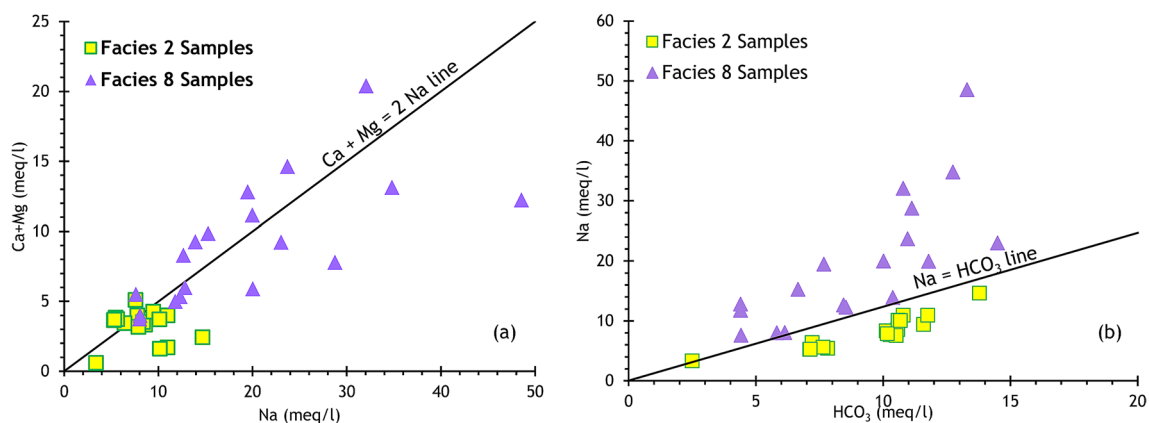 25
20
15
10
5
0
Ca+Mg (meq/l)
Facies 2 Samples
Facies 8 Samples
Ca + Mg = 2 Na line
(a)
0 10 20 30 40 50
Na (meq/l)
60
50
40
30
20
10
0
Na (meq/l)
Facies 2 Samples
Facies 8 Samples
Na = HCO₃ line
(b)
0 5 10 15 20
HCO₃ (meq/l)